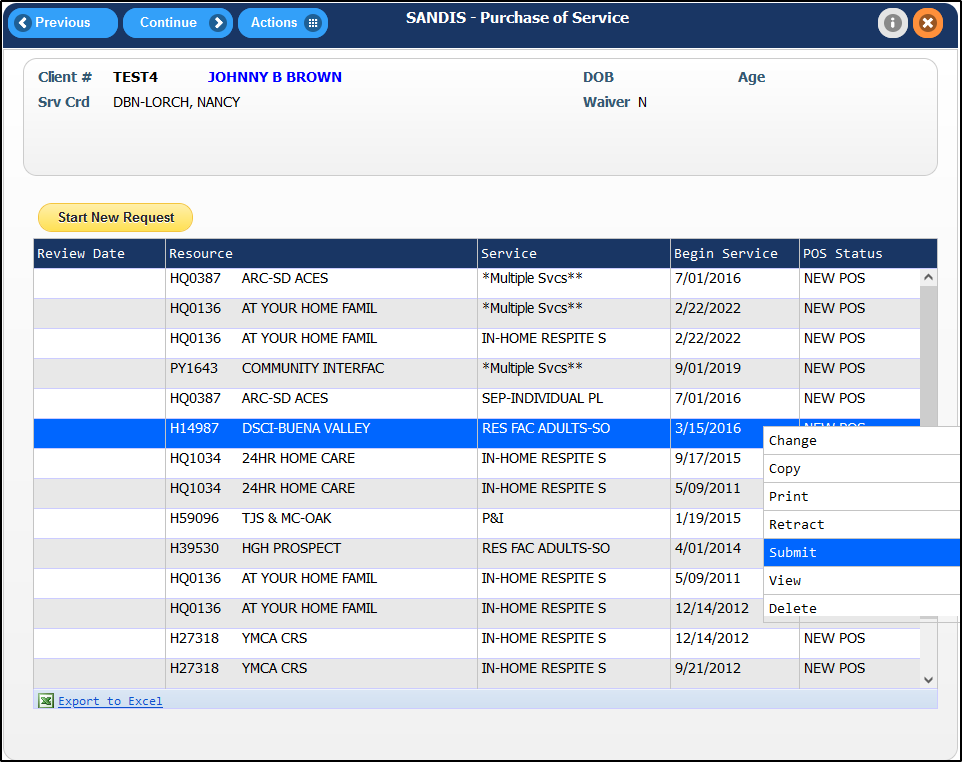 Previous Continue Actions SANDIS - Purchase of Service
Client # TEST4 JOHNNY B BROWN DOB Age
Srv Crd DBN-LORCH, NANCY Waiver N
Start New Request
Review Date Resource Service Begin Service POS Status
HQ0387 ARC-SD ACES *Multiple Svcs** 7/01/2016 NEW POS
HQ0136 AT YOUR HOME FAMIL *Multiple Svcs** 2/22/2022 NEW POS
HQ0136 AT YOUR HOME FAMIL IN-HOME RESPITE S 2/22/2022 NEW POS
PY1643 COMMUNITY INTERFAC *Multiple Svcs** 9/01/2019 NEW POS
HQ0387 ARC-SD ACES SEP-INDIVIDUAL PL 7/01/2016 NEW POS
H14987 DSCI-BUENA VALLEY RES FAC ADULTS-SO 3/15/2016 NEW POS
Change
HQ1034 24HR HOME CARE IN-HOME RESPITE S 9/17/2015
Copy
HQ1034 24HR HOME CARE IN-HOME RESPITE S 5/09/2011
Print
H59096 TJS & MC-OAK P&I 1/19/2015
Retract
H39530 HGH PROSPECT RES FAC ADULTS-SO 4/01/2014
Submit
HQ0136 AT YOUR HOME FAMIL IN-HOME RESPITE S 5/09/2011
View
HQ0136 AT YOUR HOME FAMIL IN-HOME RESPITE S 12/14/2012
Delete
H27318 YMCA CRS IN-HOME RESPITE S 12/14/2012 NEW POS
H27318 YMCA CRS IN-HOME RESPITE S 9/21/2012 NEW POS
Export to Excel